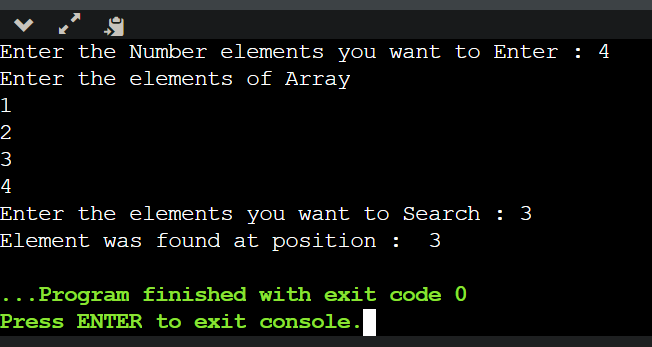 Enter the Number elements you want to Enter : 4
Enter the elements of Array
1
2
3
4
Enter the elements you want to Search : 3
Element was found at position :  3
...Program finished with exit code 0
Press ENTER to exit console.